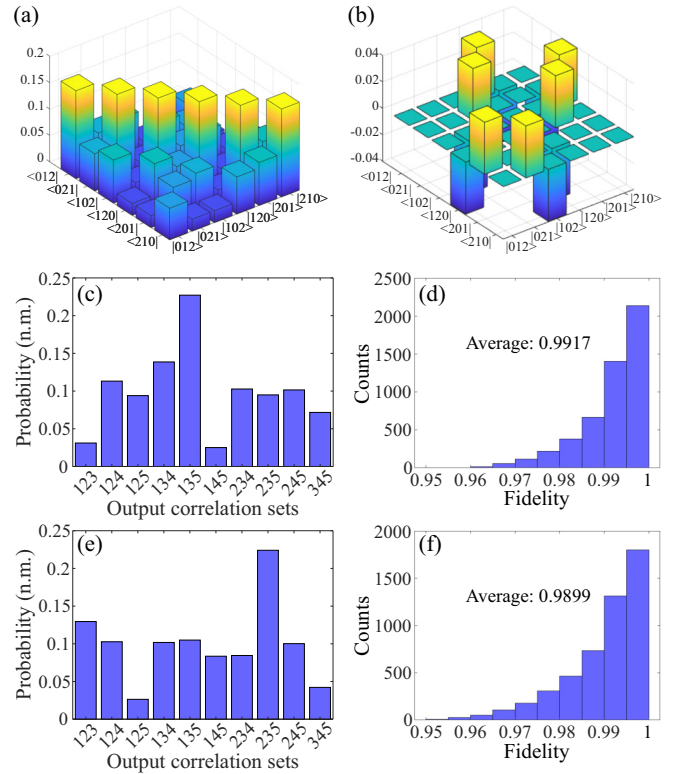 (a)
(b)
0.2
0.15
0.1
0.05
0
<012|
<021|
<102|
<120|
<201|
<210|
|012>
|021>
|102>
|120>
|201>
|210>
0.04
0.02
0
-0.02
-0.04
<012|
<021|
<102|
<120|
<201|
<210|
|012>
|021>
|102>
|120>
|201>
|210>
(c)
Probability (n.m.)
0.25
0.2
0.15
0.1
0.05
0
123 124 125 134 135 145 234 235 245 345
Output correlation sets
(d)
Counts
2500
2000
1500
1000
500
0
Average: 0.9917
0.95 0.96 0.97 0.98 0.99 1
Fidelity
(e)
Probability (n.m.)
0.25
0.2
0.15
0.1
0.05
0
123 124 125 134 135 145 234 235 245 345
Output correlation sets
(f)
Counts
2000
1500
1000
500
0
Average: 0.9899
0.95 0.96 0.97 0.98 0.99 1
Fidelity